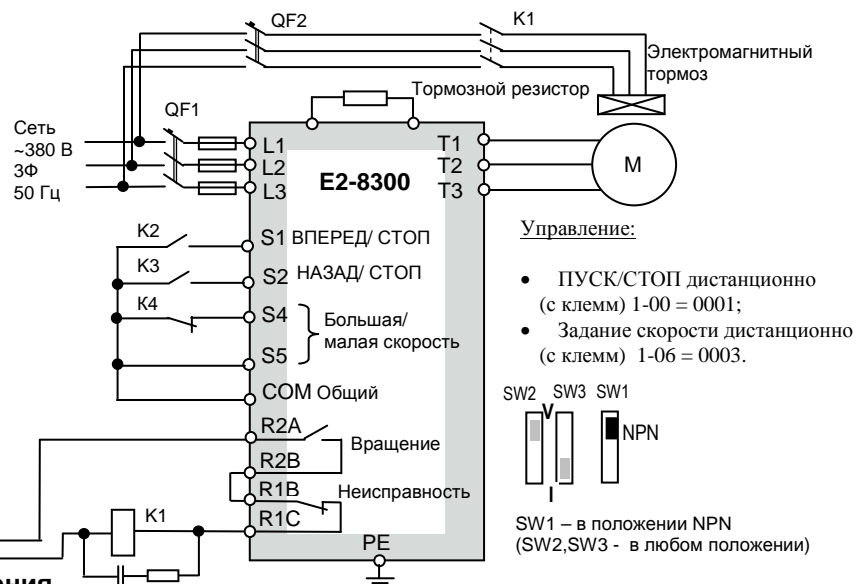 QF2
K1
Электромагнитный
тормоз
Тормозной резистор
QF1
Сеть
~380 В
3Ф
50 Гц
L1
L2
L3
E2-8300
T1
T2
T3
M
K2
S1 ВПЕРЕД/ СТОП
K3
S2 НАЗАД/ СТОП
K4
S4
Большая/
малая скорость
S5
COM Общий
R2A
Вращение
R2B
R1B
Неисправность
R1C
K1
PE
Управление:
• ПУСК/СТОП дистанционно
(с клемм) 1-00 = 0001;
• Задание скорости дистанционно
(с клемм) 1-06 = 0003.
SW2 SW3 SW1
V
NPN
I
SW1 – в положении NPN
(SW2,SW3 - в любом положении)